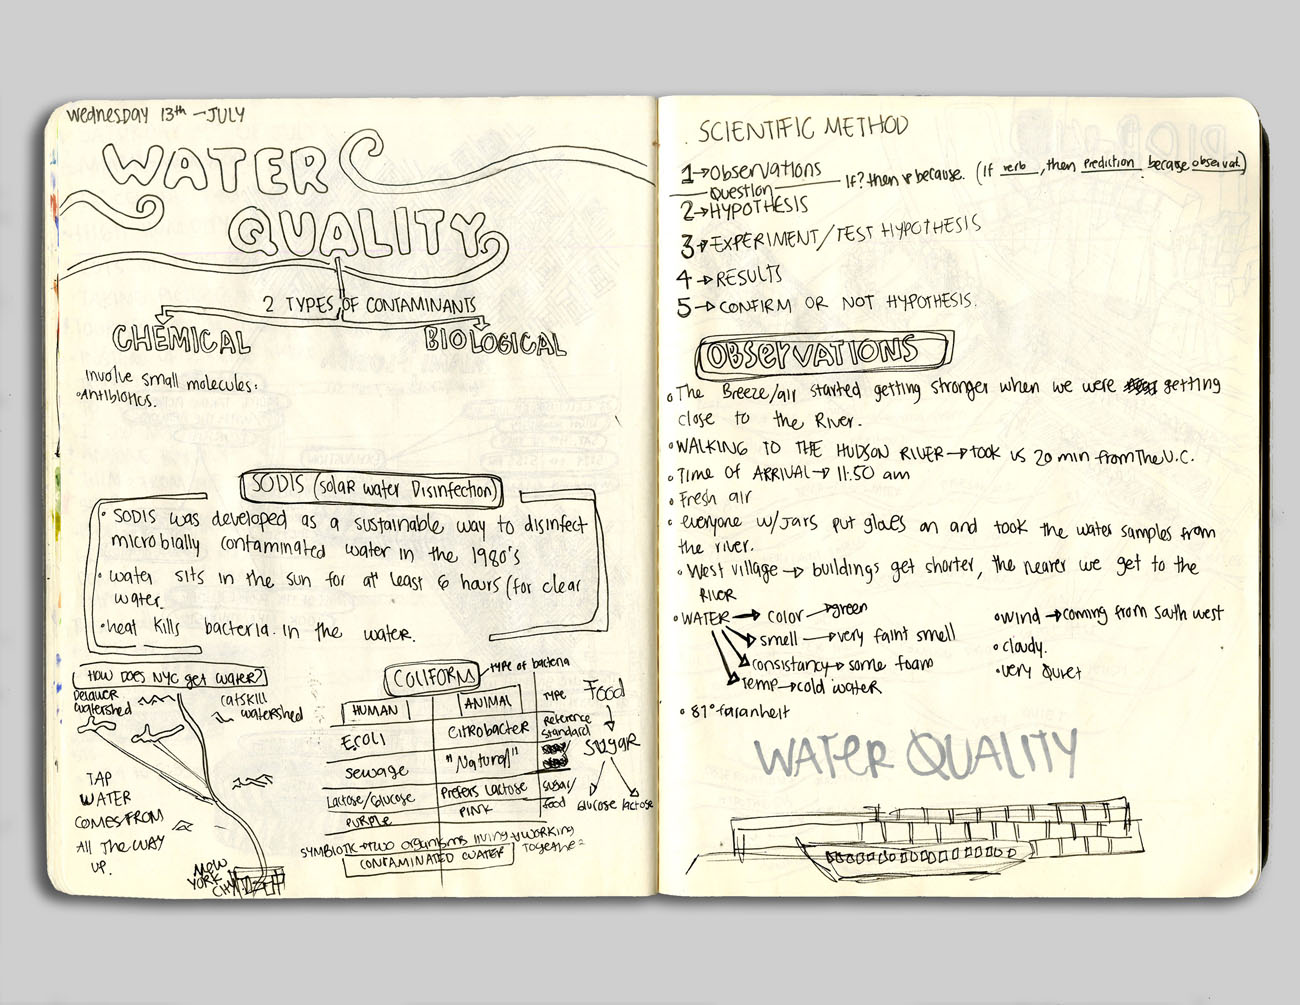 WednesDAY 13th → JULY
WATER
QUALITY
2 TYPES OF CONTAMINANTS
CHEMICAL
BIOLOGICAL
Involve small molecules:
• Antibiotics.
SODIS (solar water Disinfection)
• SODIS was developed as a sustainable way to disinfect
microbially contaminated water in the 1980's
• water sits in the sun for at least 6 hours (for clear
water.
• heat kills bacteria in the water.
HOW DOES NYC get water?
watershed
catskill
watershed
TAP
WATER
COMES FROM
All The WAY
UP.
NEW
YORK
CITY
COLIFORM
TYPE OF bacteria
HUMAN
ANIMAL
TYPE
E.COLI
Citrobacter
Reference
Standard
sewage
"Natural"
Lactose/Glucose
Prefers Lactose
sugar/
food
PURPLE
PINK
SYMBIOTIC → TWO organisms living + working
together
CONTAMINATED WATER
Food
SUgar
Glucose lactose
SCIENTIFIC METHOD
1→Observations
Question
If? then & because. (If verb, then prediction because observat.)
2→HYPOTHESIS
3→EXPERIMENT/TEST HYPOTHESIS
4→RESULTS
5→CONFIRM OR NOT HYPOTHESIS.
OBSERVATIONS
• The Breeze/air started getting stronger when we were getting
close to the River.
• WALKING TO THE HUDSON RIVER→took us 20 min from The U.C.
• Time of ARRIVAL→ 11:50 am
• Fresh air
• everyone w/Jars put gloves on and took the water samples from
the river.
• West village → buildings get shorter, the nearer we get to the
RIVER
• WATER → color → green
smell → very faint smell
consistancy → some foam
Temp → cold water
• wind → coming from south west
• cloudy.
• very Quiet
• 81° faranheit
WATER QUALITY